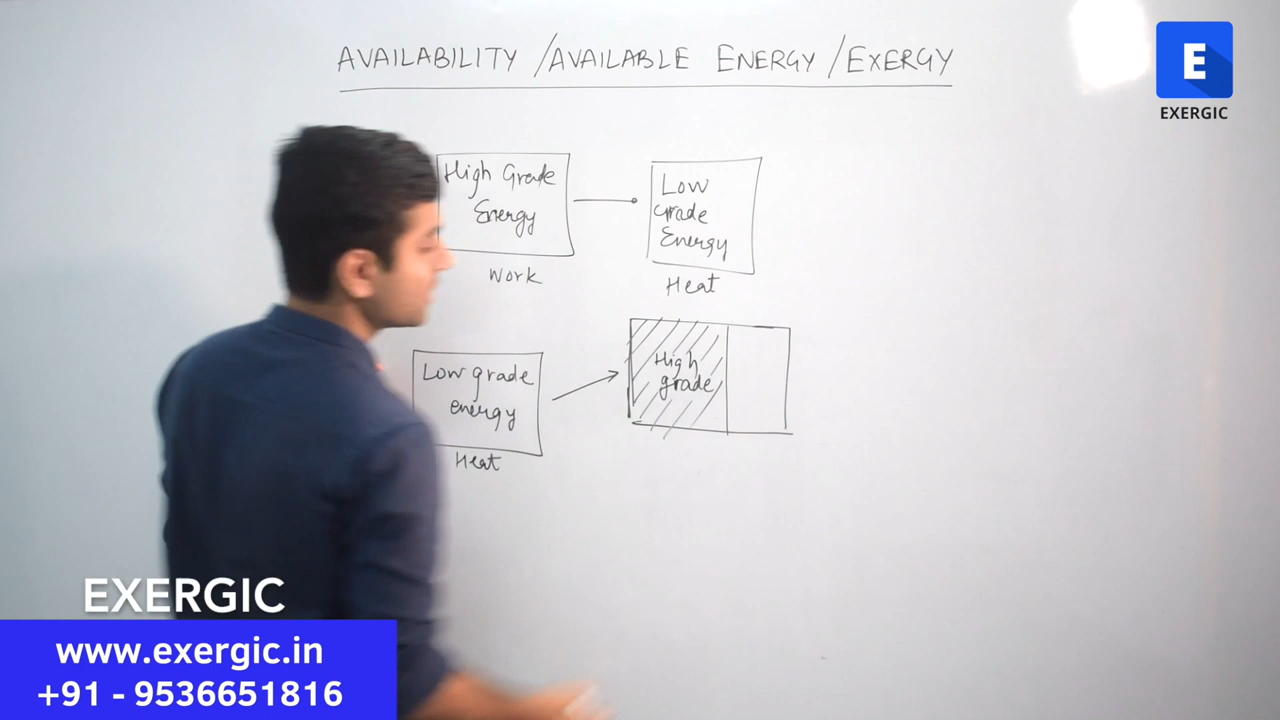 AVAILABILITY / AVAILABLE ENERGY / EXERGY
E
EXERGIC
High Grade
Energy
Work
Low
Grade
Energy
Heat
Low grade
energy
Heat
High
grade
EXERGIC
www.exergic.in
+91 - 9536651816